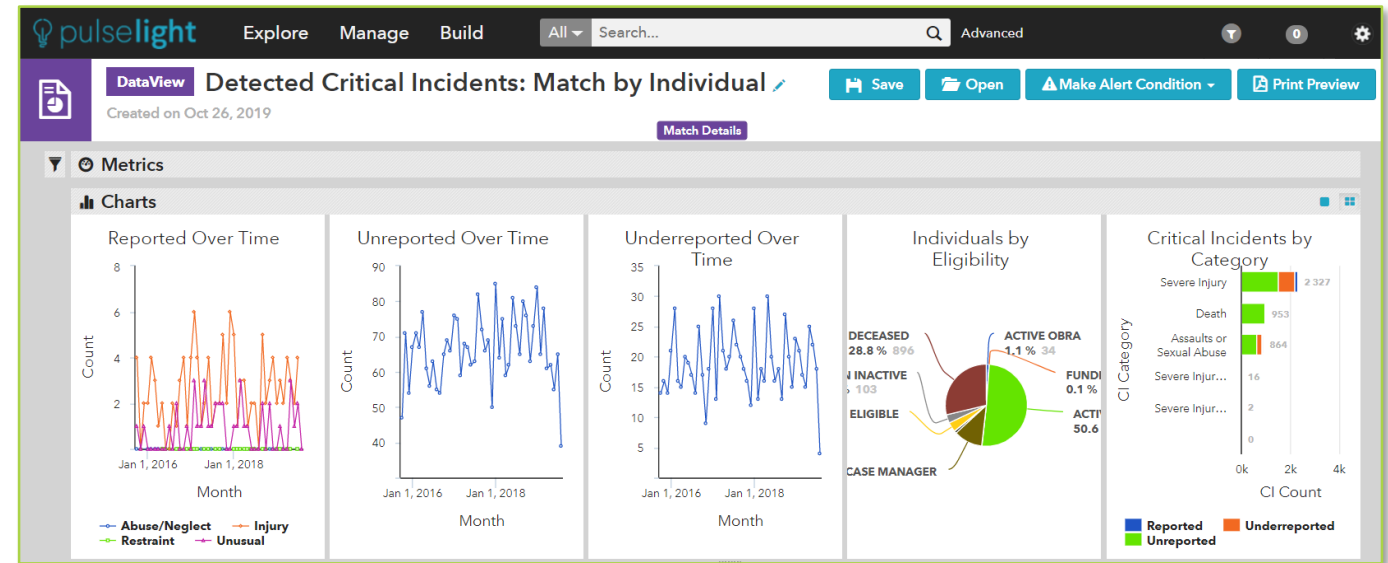 pulselight Explore Manage Build All Search... Advanced 0
DataView Detected Critical Incidents: Match by Individual Save Open Make Alert Condition Print Preview
Created on Oct 26, 2019
Match Details
Metrics
Charts
Reported Over Time
8
6
4
2
Count
Jan 1, 2016 Jan 1, 2018
Month
Abuse/Neglect Injury
Restraint Unusual
Unreported Over Time
90
80
70
60
50
40
Count
Jan 1, 2016 Jan 1, 2018
Month
Underreported Over
Time
35
30
25
20
15
10
5
Count
Jan 1, 2016 Jan 1, 2018
Month
Individuals by
Eligibility
DECEASED
28.8 % 896
ACTIVE OBRA
1.1 % 34
N INACTIVE
% 103
FUNDI
0.1 %
ELIGIBLE
ACTI
50.6
CASE MANAGER
Critical Incidents by
Category
CI Category
Severe Injury 2 327
Death 953
Assaults or
Sexual Abuse 864
Severe Injur... 16
Severe Injur... 2
0
0k 2k 4k
CI Count
Reported Underreported
Unreported